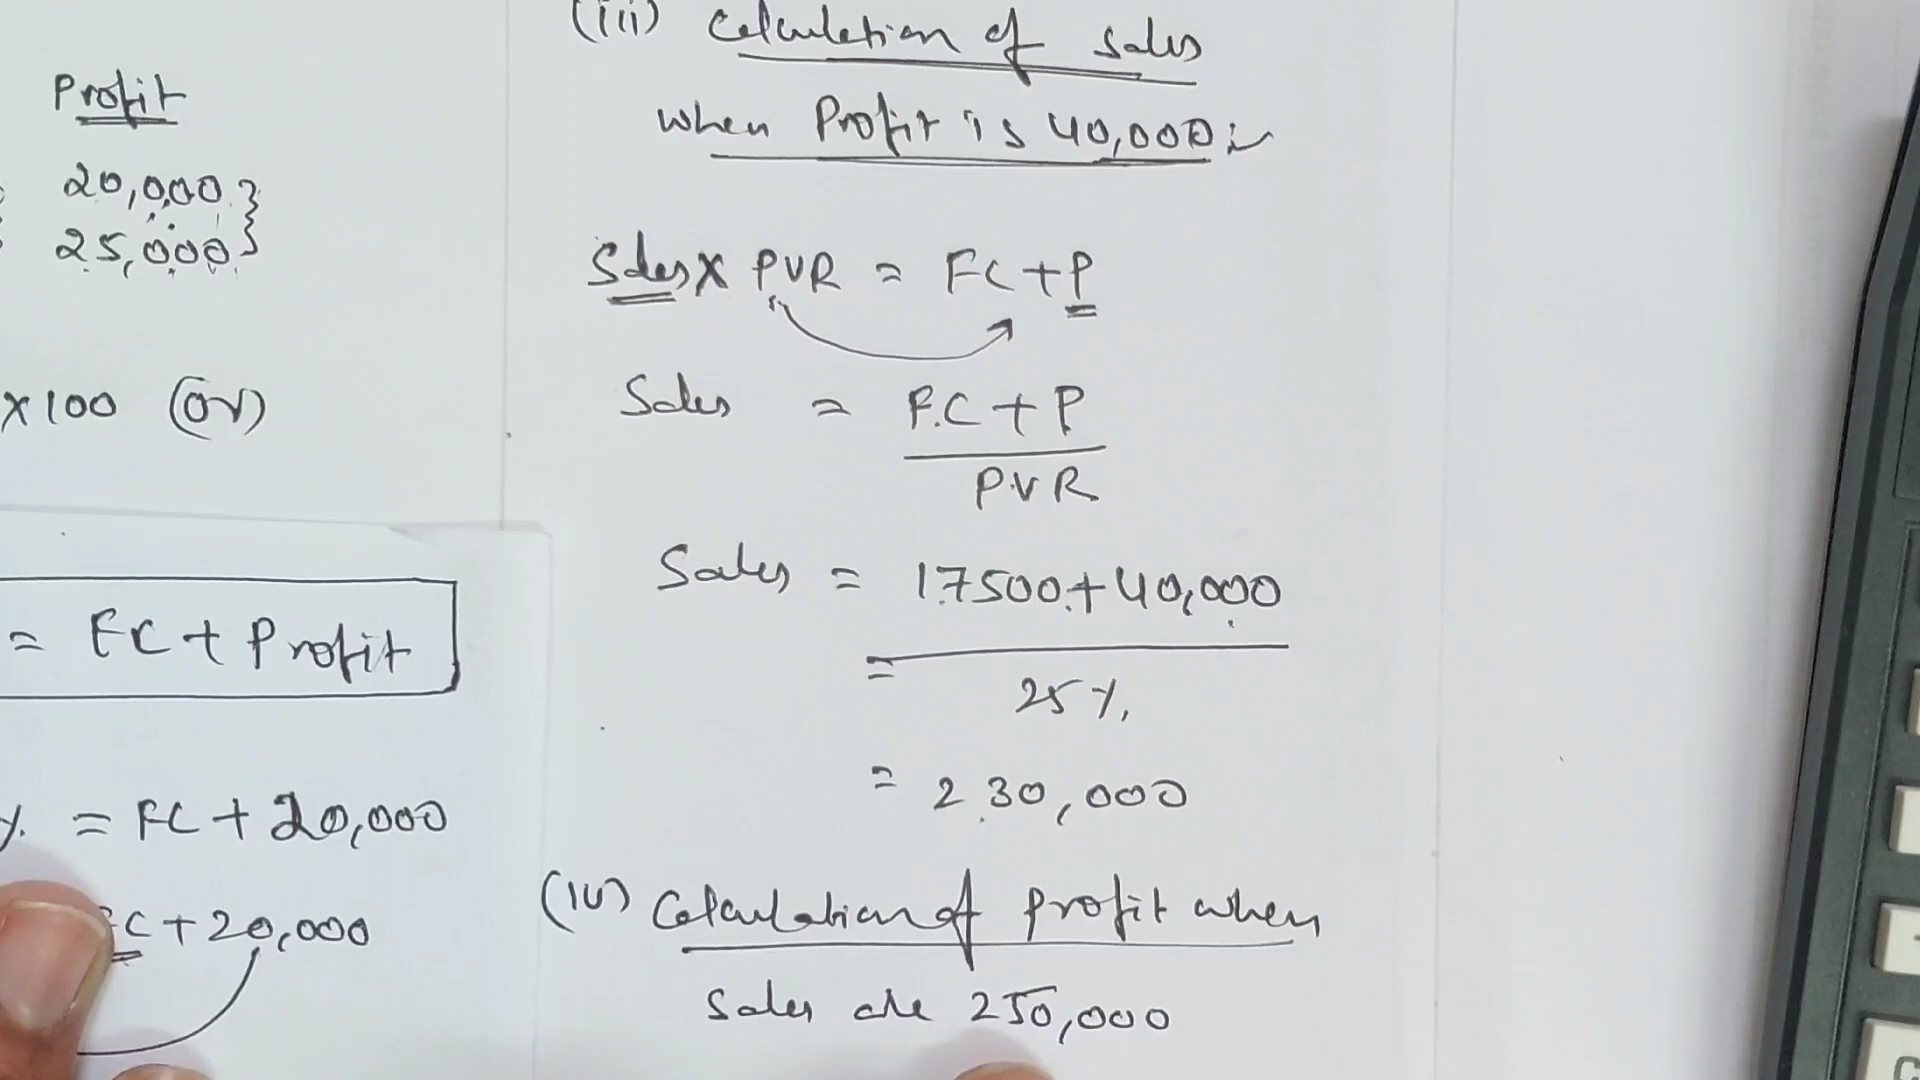 Profit
20,000
25,000
X 100 (or)
= FC + Profit
= FC + 20,000
FC + 20,000
(iii) Calculation of sales
when Profit is 40,000:-
Sales X PVR = FC + P
Sales = F.C + P
P.V R
Sales = 17500 + 40,000
=
25 %
= 2 30,000
(iv) Calculation of profit when
Sales are 250,000
C